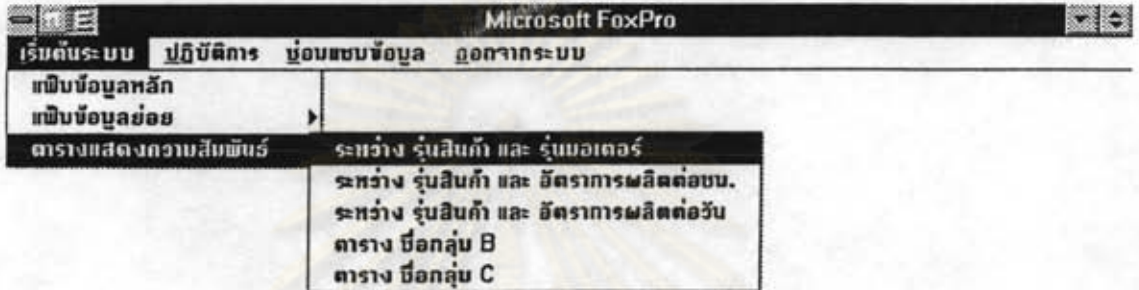 ก E Microsoft FoxPro
เริ่มต้นระบบ ปฏิบัติการ ซ่อมแซมข้อมูล ออกจากระบบ
แฟ้มข้อมูลหลัก
แฟ้มข้อมูลย่อย
ตารางแสดงความสัมพันธ์
ระหว่าง รุ่นสินค้า และ รุ่นมอเตอร์
ระหว่าง รุ่นสินค้า และ อัตราการผลิตต่อชน.
ระหว่าง รุ่นสินค้า และ อัตราการผลิตต่อวัน
ตาราง ชื่อกลุ่ม B
ตาราง ชื่อกลุ่ม C